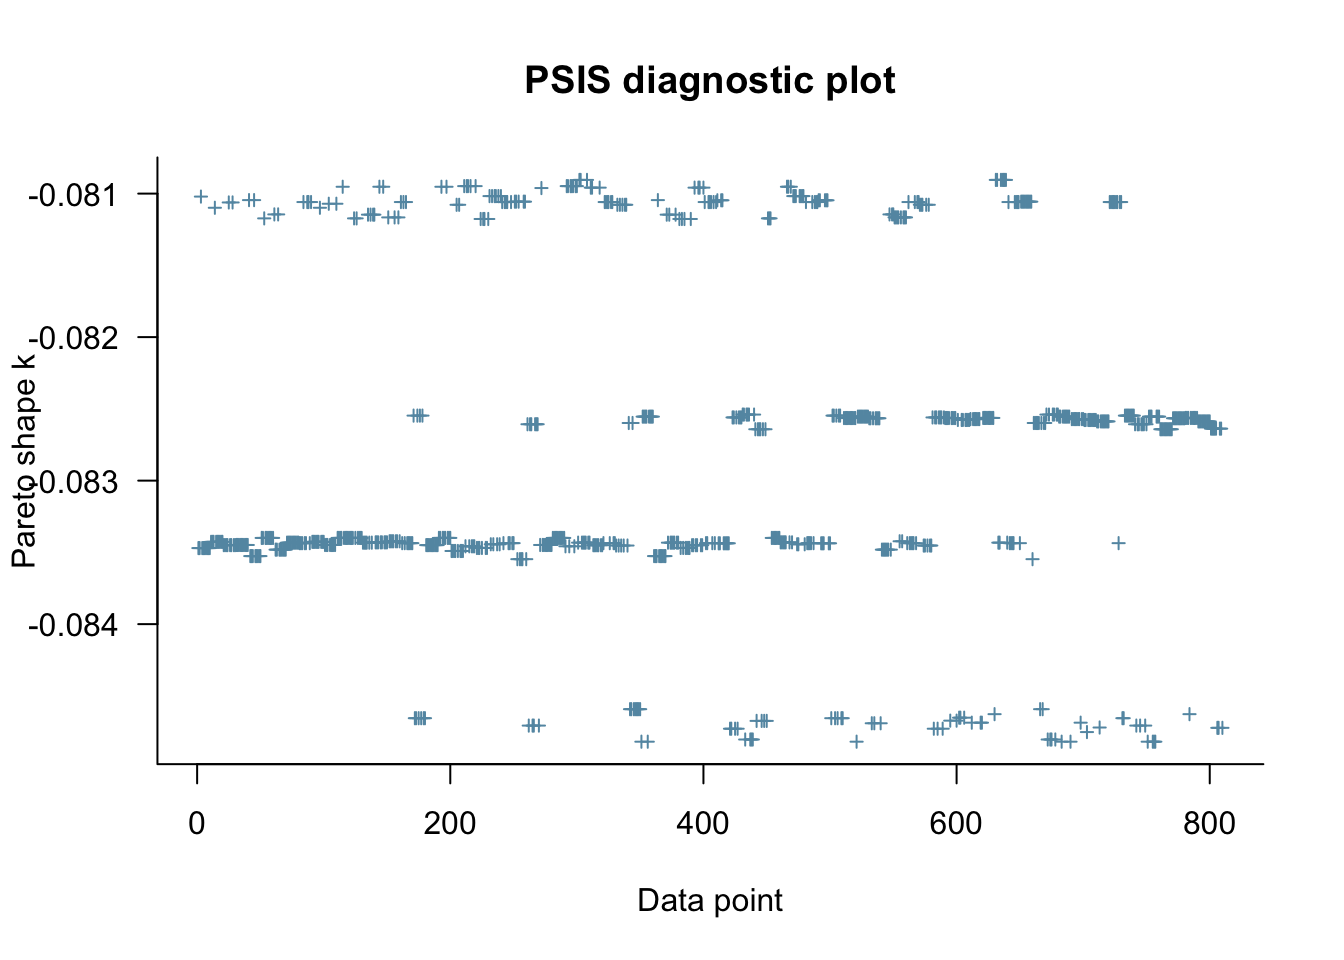 PSIS diagnostic plot
Pareto shape k
-0.081
-0.082
-0.083
-0.084
0 200 400 600 800
Data point